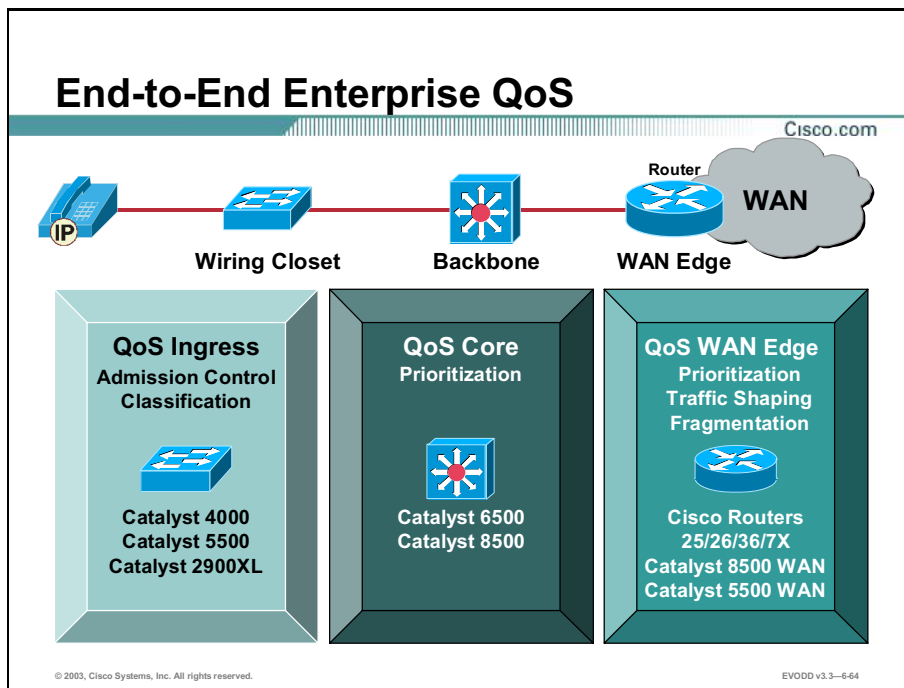 End-to-End Enterprise QoS
Cisco.com
Router
WAN
IP
Wiring Closet
Backbone
WAN Edge
QoS Ingress
Admission Control
Classification
Catalyst 4000
Catalyst 5500
Catalyst 2900XL
QoS Core
Prioritization
Catalyst 6500
Catalyst 8500
QoS WAN Edge
Prioritization
Traffic Shaping
Fragmentation
Cisco Routers
25/26/36/7X
Catalyst 8500 WAN
Catalyst 5500 WAN
© 2003, Cisco Systems, Inc. All rights reserved.
EVODD v3.3—6-64